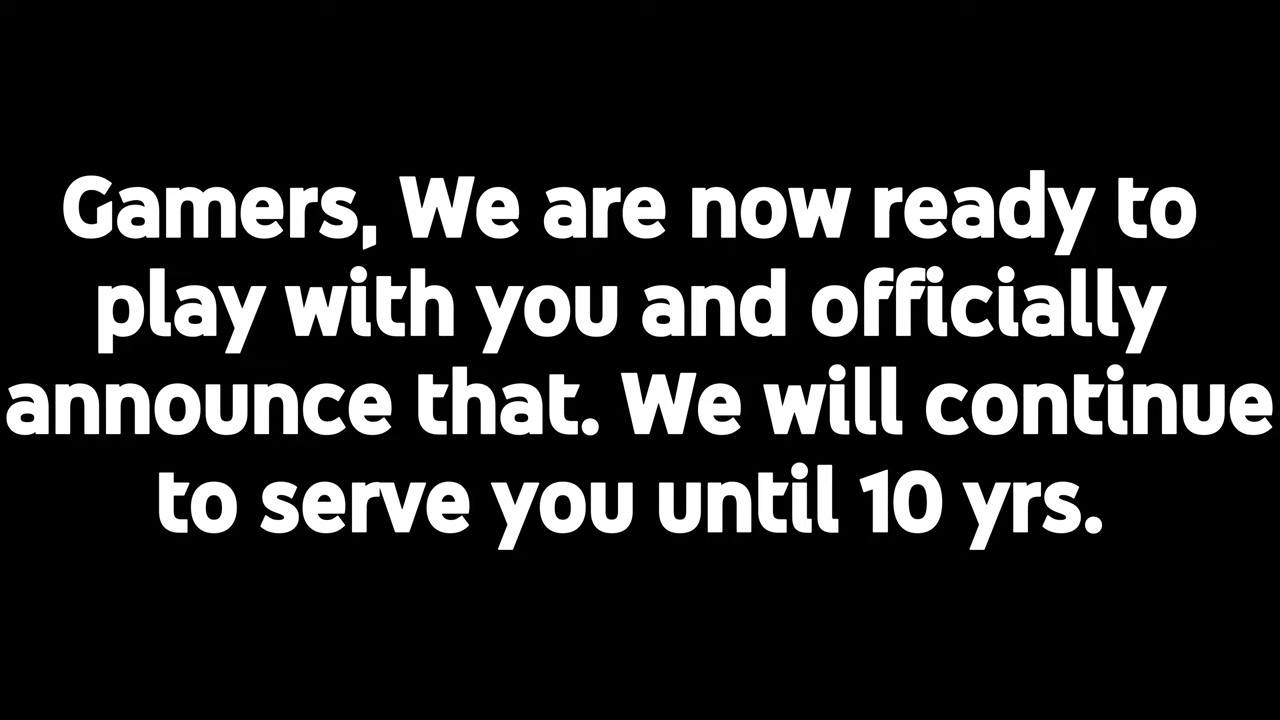 Gamers, We are now ready to
play with you and officially
announce that. We will continue
to serve you until 10 yrs.